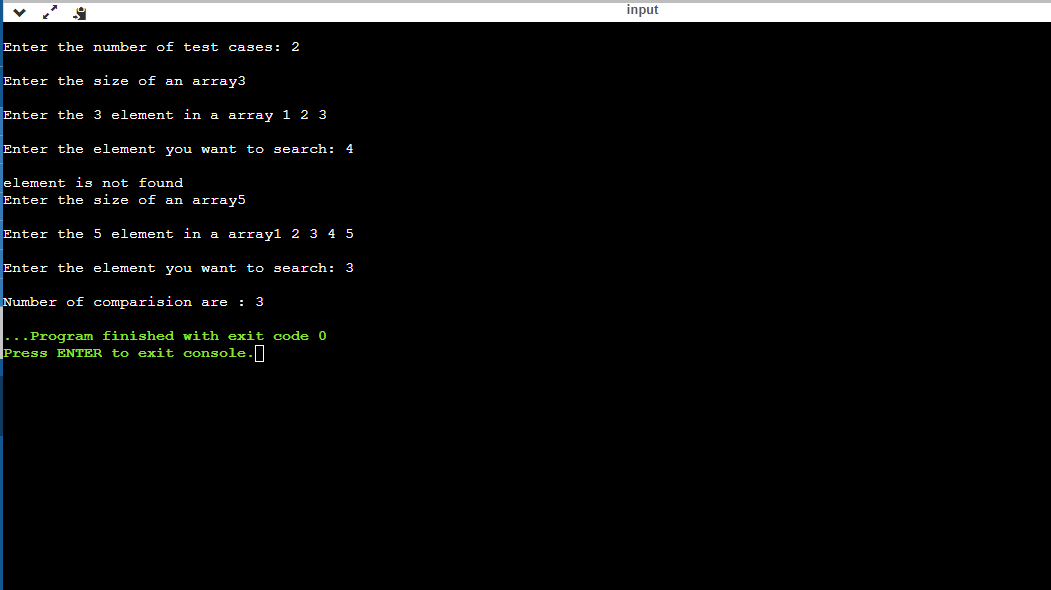 input
Enter the number of test cases: 2
Enter the size of an array3
Enter the 3 element in a array 1 2 3
Enter the element you want to search: 4
element is not found
Enter the size of an array5
Enter the 5 element in a array1 2 3 4 5
Enter the element you want to search: 3
Number of comparision are : 3
...Program finished with exit code 0
Press ENTER to exit console.